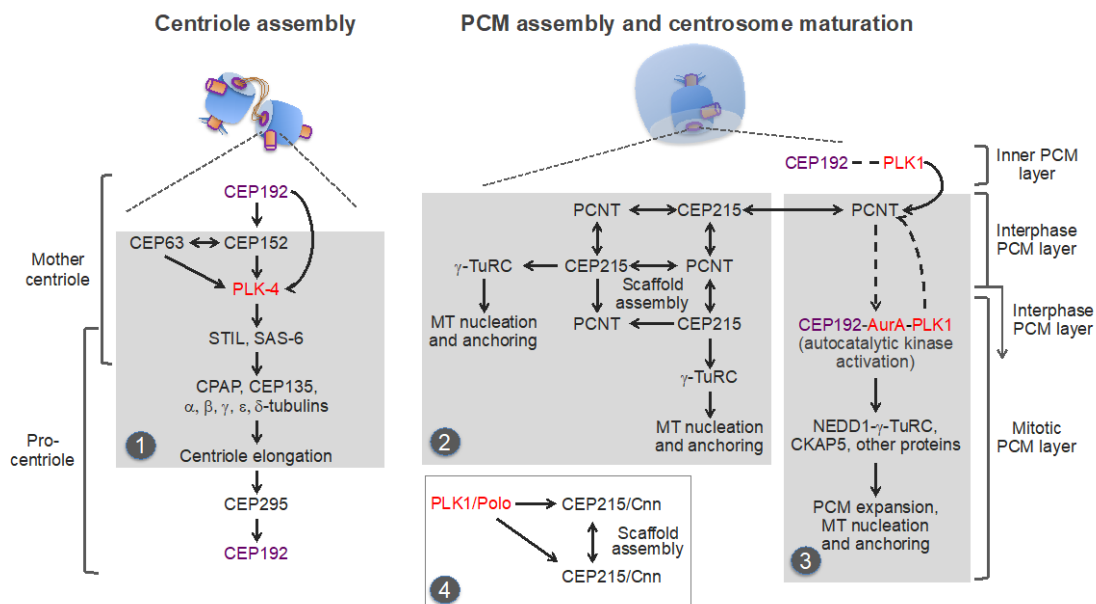 Centriole assembly
PCM assembly and centrosome maturation
CEP192
CEP63
CEP152
PLK-4
STIL, SAS-6
CPAP, CEP135,
α, β, γ, ε, δ-tubulins
Centriole elongation
CEP295
CEP192
Mother
centriole
Pro-
centriole
1
PCNT
CEP215
γ-TuRC
CEP215
PCNT
Scaffold
assembly
MT nucleation
and anchoring
PCNT
CEP215
γ-TuRC
MT nucleation
and anchoring
2
CEP192
PLK1
PCNT
CEP192-AurA-PLK1
(autocatalytic kinase
activation)
NEDD1-γ-TuRC,
CKAP5, other proteins
PCM expansion,
MT nucleation
and anchoring
3
Inner PCM
layer
Interphase
PCM layer
Interphase
PCM layer
Mitotic
PCM layer
PLK1/Polo
CEP215/Cnn
Scaffold
assembly
CEP215/Cnn
4